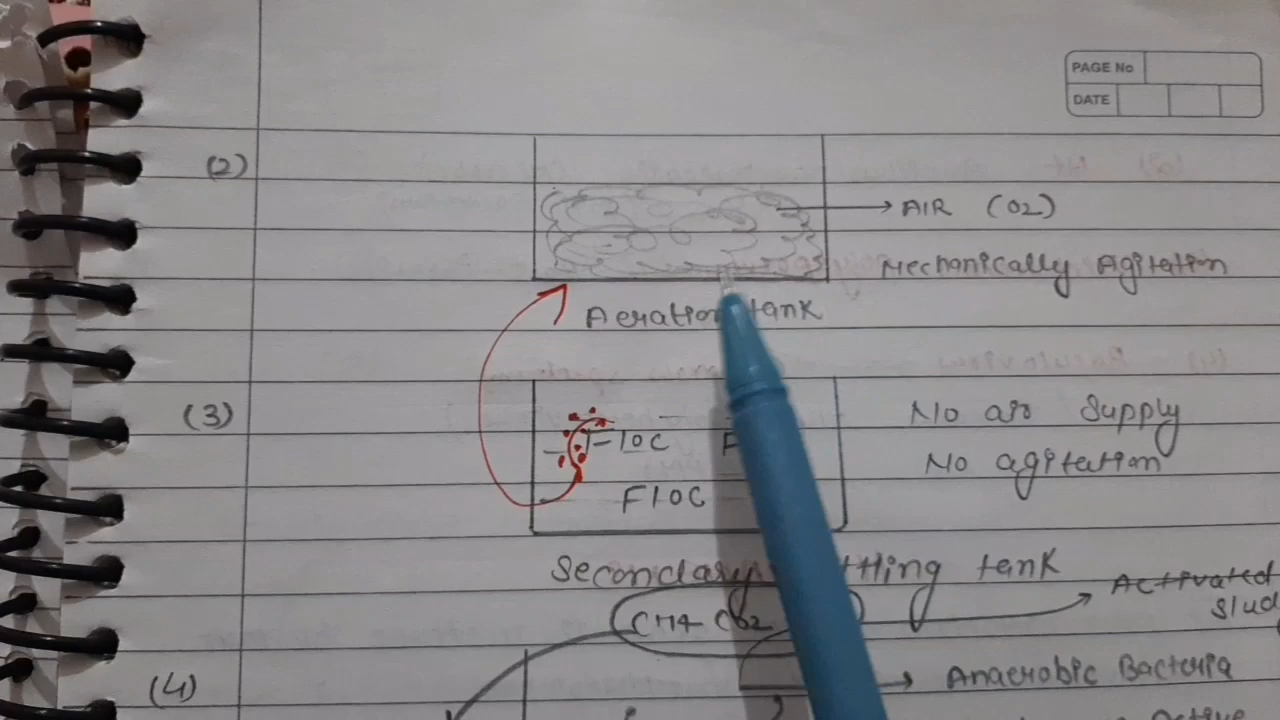 PAGE No
DATE
(2)
AIR (O2)
Mechanically Agitation
Aeration tank
(3)
No air Supply
Floc
No agitation
Floc
Secondary
tank
CH4 CO2
Activated
Slud
Anaerobic Bacteria
(4)
Active